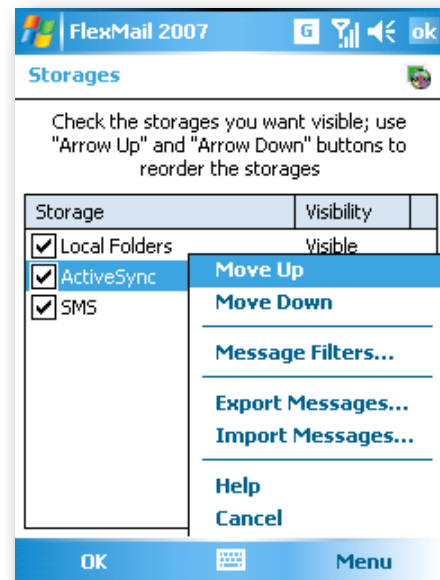 FlexMail 2007 G ok
Storages
Check the storages you want visible; use
"Arrow Up" and "Arrow Down" buttons to
reorder the storages
Storage Visibility
Local Folders Visible
ActiveSync Move Up
SMS Move Down
Message Filters...
Export Messages...
Import Messages...
Help
Cancel
OK Menu